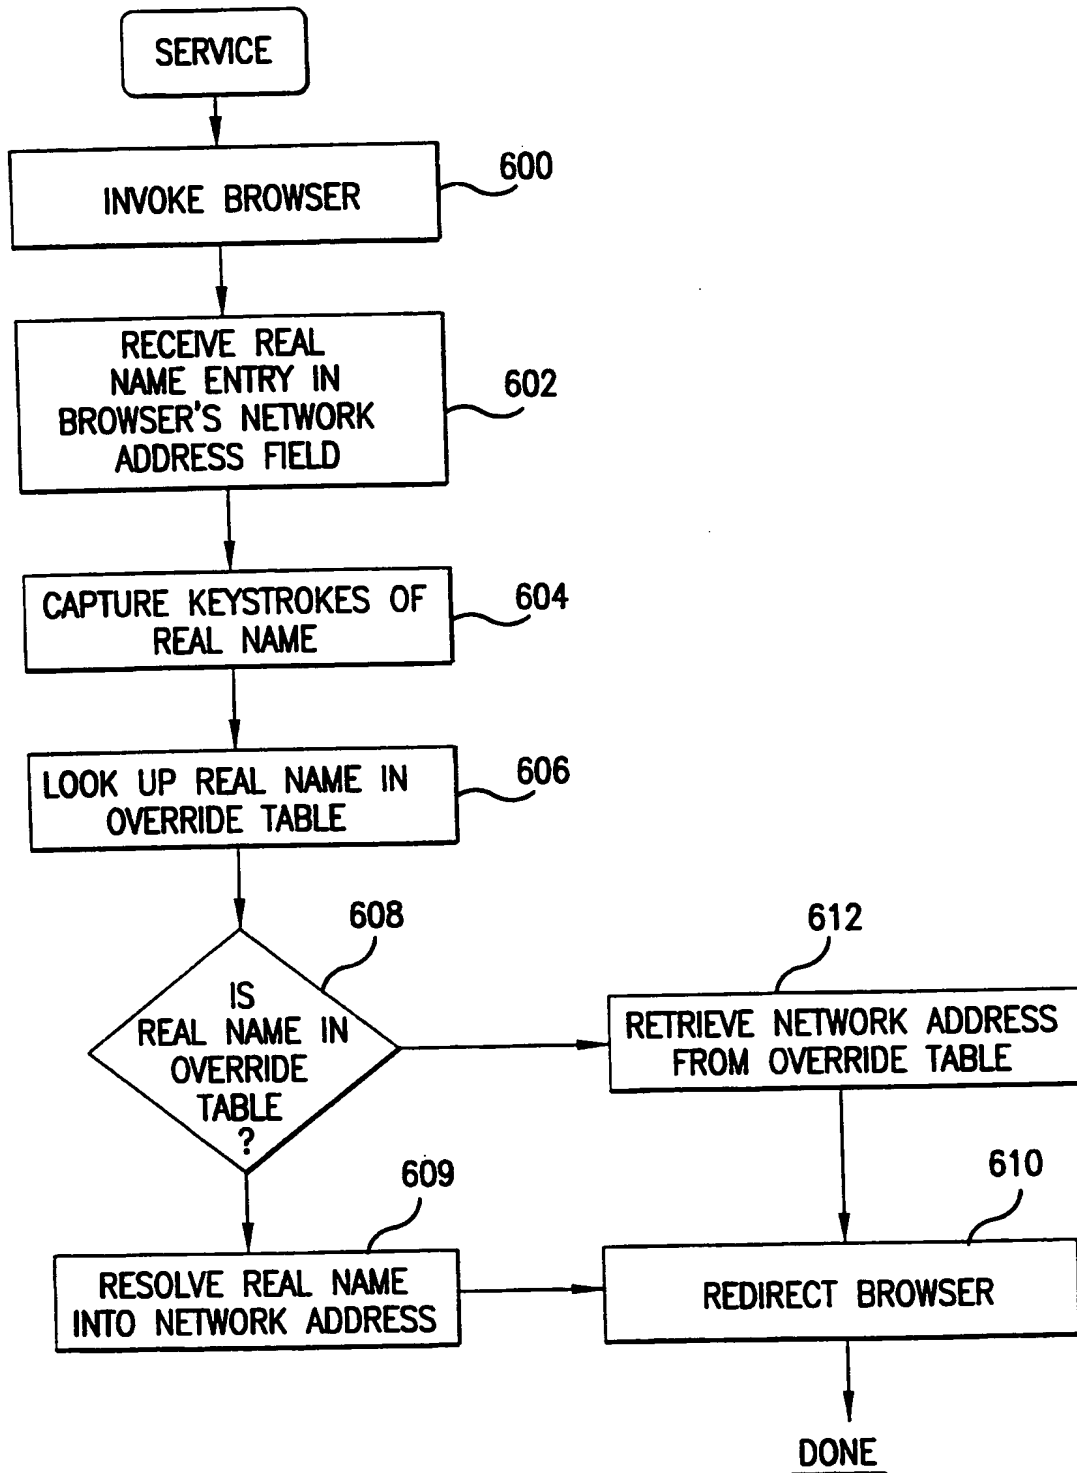 SERVICE
INVOKE BROWSER
600
RECEIVE REAL
NAME ENTRY IN
BROWSER'S NETWORK
ADDRESS FIELD
602
CAPTURE KEYSTROKES OF
REAL NAME
604
LOOK UP REAL NAME IN
OVERRIDE TABLE
606
608
IS
REAL NAME IN
OVERRIDE
TABLE
?
612
RETRIEVE NETWORK ADDRESS
FROM OVERRIDE TABLE
609
RESOLVE REAL NAME
INTO NETWORK ADDRESS
610
REDIRECT BROWSER
DONE